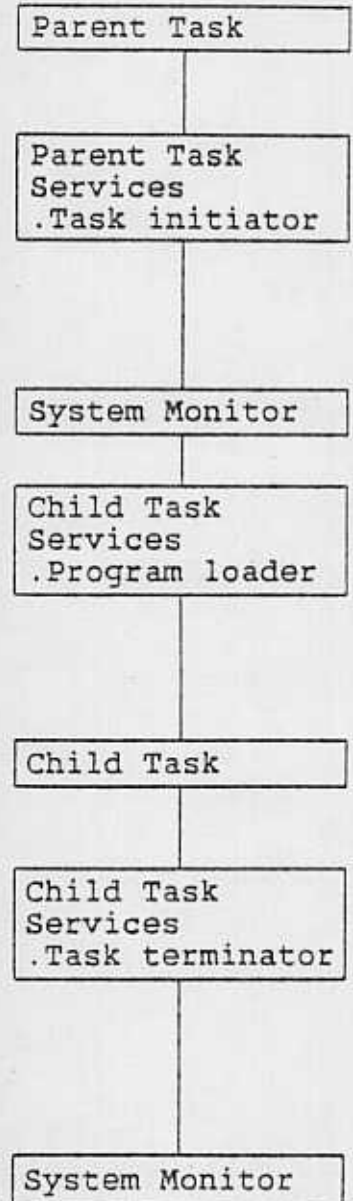 Parent Task
Parent Task
Services
.Task initiator
System Monitor
Child Task
Services
.Program loader
Child Task
Child Task
Services
.Task terminator
System Monitor